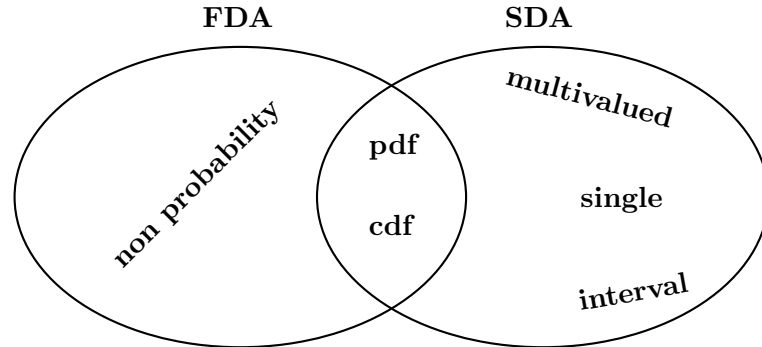 FDA
SDA
non probability
pdf
cdf
multivalued
single
interval